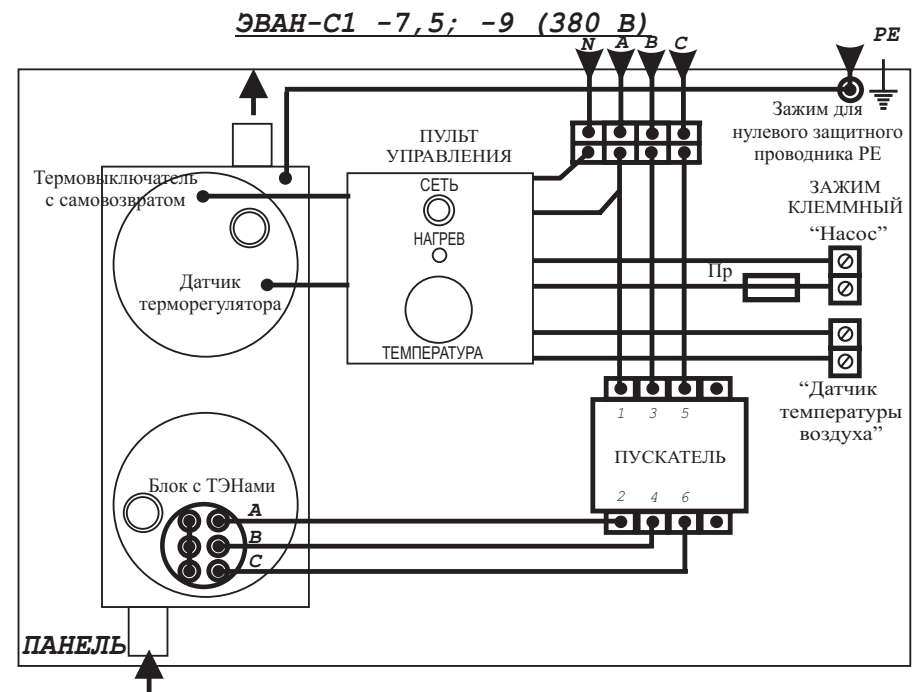 ЭВАН-С1 -7,5; -9 (380 В)
N A B C
PE
Зажим для
нулевого защитного
проводника РЕ
ПУЛЬТ
УПРАВЛЕНИЯ
Термовыключатель
с самовозвратом
СЕТЬ
НАГРЕВ
ЗАЖИМ
КЛЕММНЫЙ
“Насос”
Пр
Датчик
терморегулятора
ТЕМПЕРАТУРА
“Датчик
температуры
воздуха”
1 3 5
ПУСКАТЕЛЬ
2 4 6
Блок с ТЭНами
A
B
C
ПАНЕЛЬ